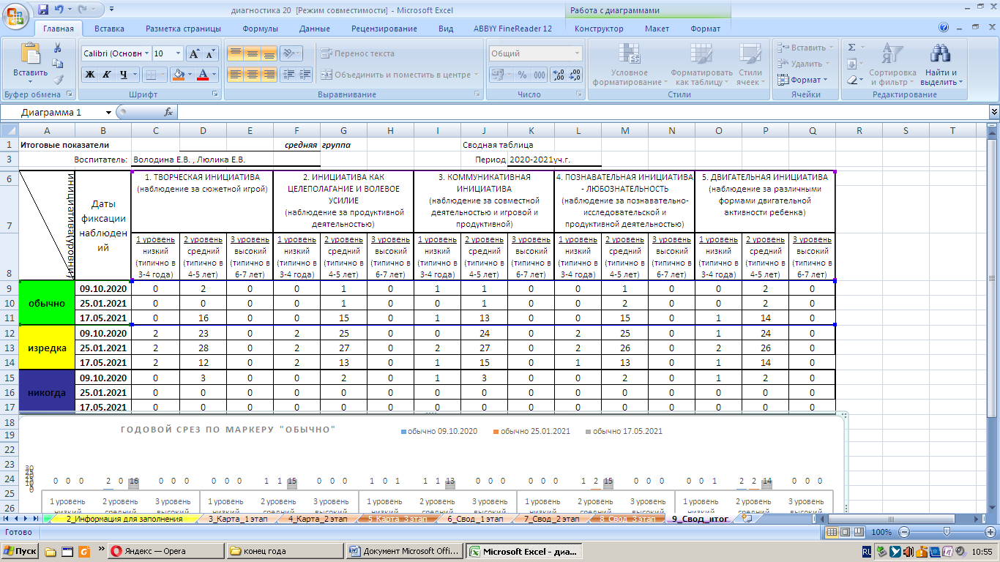 диагностика 20 [Режим совместимости] - Microsoft Excel
Работа с диаграммами
Главная Вставка Разметка страницы Формулы Данные Рецензирование Вид ABBYY FineReader 12 Конструктор Макет Формат
Вставить
Calibri (Основн 10
Ж К Ч
Перенос текста
Объединить и поместить в центре
Общий
% 000
Условное форматирование
Форматировать как таблицу
Стили ячеек
Вставить
Удалить
Формат
Сортировка и фильтр
Найти и выделить
Буфер обмена Шрифт Выравнивание Число Стили Ячейки Редактирование
Диаграмма 1 fx
A B C D E F G H I J K L M N O P Q R S T
1 Итоговые показатели средняя группа Сводная таблица
3 Воспитатель: Володина Е.В. , Люлика Е.В. Период 2020-2021уч.г.
6
7
8
Даты фиксации наблюдений
1. ТВОРЧЕСКАЯ ИНИЦИАТИВА (наблюдение за сюжетной игрой)
2. ИНИЦИАТИВА КАК ЦЕЛЕПОЛАГАНИЕ И ВОЛЕВОЕ УСИЛИЕ (наблюдение за продуктивной деятельностью)
3. КОММУНИКАТИВНАЯ ИНИЦИАТИВА (наблюдение за совместной деятельностью и игровой и продуктивной)
4. ПОЗНАВАТЕЛЬНАЯ ИНИЦИАТИВА - ЛЮБОЗНАТЕЛЬНОСТЬ (наблюдение за познавательно-исследовательской и продуктивной деятельностью)
5. ДВИГАТЕЛЬНАЯ ИНИЦИАТИВА (наблюдение за различными формами двигательной активности ребенка)
1 уровень 2 уровень 3 уровень 1 уровень 2 уровень 3 уровень 1 уровень 2 уровень 3 уровень 1 уровень 2 уровень 3 уровень 1 уровень 2 уровень 3 уровень
низкий средний высокий низкий средний высокий низкий средний высокий низкий средний высокий низкий средний высокий
(типично в (типично в (типично в (типично в (типично в (типично в (типично в (типично в (типично в (типично в (типично в (типично в (типично в (типично в (типично в
3-4 года) 4-5 лет) 6-7 лет) 3-4 года) 4-5 лет) 6-7 лет) 3-4 года) 4-5 лет) 6-7 лет) 3-4 года) 4-5 лет) 6-7 лет) 3-4 года) 4-5 лет) 6-7 лет)
9 09.10.2020 0 2 0 0 1 0 1 1 0 0 1 0 0 2 0
10 обычно 25.01.2021 0 0 0 0 1 0 0 1 0 0 2 0 0 2 0
11 17.05.2021 0 16 0 0 15 0 1 13 0 0 15 0 1 14 0
12 09.10.2020 2 23 0 2 25 0 0 24 0 2 25 0 1 24 0
13 изредка 25.01.2021 2 28 0 2 27 0 2 27 0 2 26 0 2 26 0
14 17.05.2021 2 12 0 2 13 0 1 15 0 1 13 0 1 14 0
15 09.10.2020 0 3 0 0 2 0 1 3 0 0 2 0 1 2 0
16 никогда 25.01.2021 0 0 0 0 0 0 0 0 0 0 0 0 0 0 0
17 17.05.2021 0 0 0 0 0 0 0 0 0 0 0 0 0 0 0
18
19
22
23
24
25
26
ГОДОВОЙ СРЕЗ ПО МАРКЕРУ "ОБЫЧНО"
обычно 09.10.2020 обычно 25.01.2021 обычно 17.05.2021
0 0 0 2 0 16 0 0 0 0 0 0 1 1 15 0 0 0 1 0 1 1 1 13 0 0 0 0 0 0 1 2 15 0 0 0 0 0 1 2 2 14 0 0 0
1 уровень 2 уровень 3 уровень 1 уровень 2 уровень 3 уровень 1 уровень 2 уровень 3 уровень 1 уровень 2 уровень 3 уровень 1 уровень 2 уровень 3 уровень
низкий средний высокий низкий средний высокий низкий средний высокий низкий средний высокий низкий средний высокий
2_Информация для заполнения 3_Карта_1 этап 4_Карта_2 этап 5_Карта_3 этап 6_Свод_1 этап 7_Свод_2 этап 8_Свод_3 этап 9_Свод_итог
Готово 100%
Пуск Яндекс — Opera конец года Документ Microsoft Offi... Microsoft Excel - диа... RL 10:55